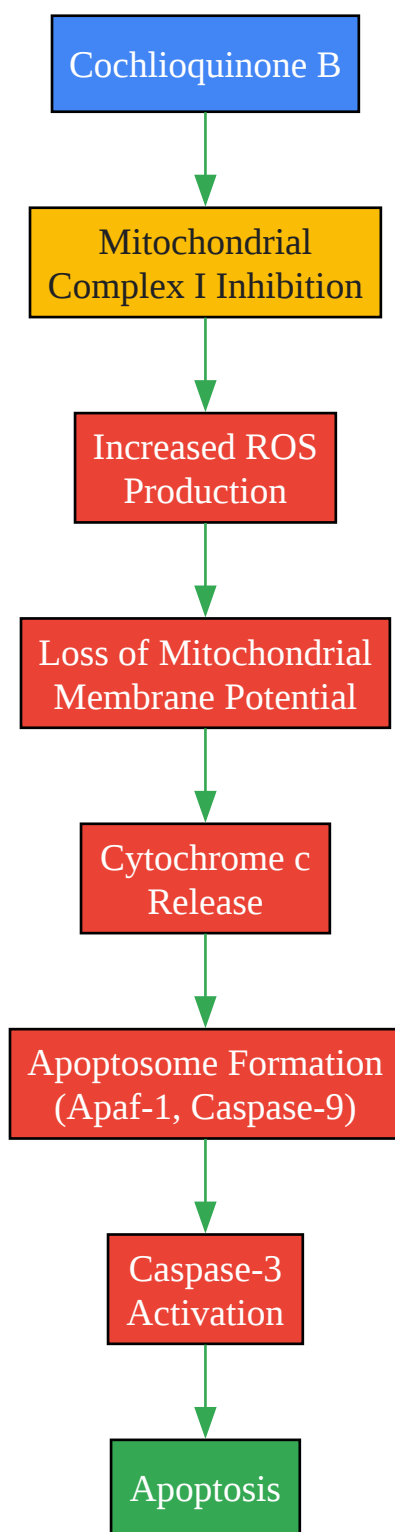 Cochlioquinone B
Mitochondrial
Complex I Inhibition
Increased ROS
Production
Loss of Mitochondrial
Membrane Potential
Cytochrome c
Release
Apoptosome Formation
(Apaf-1, Caspase-9)
Caspase-3
Activation
Apoptosis